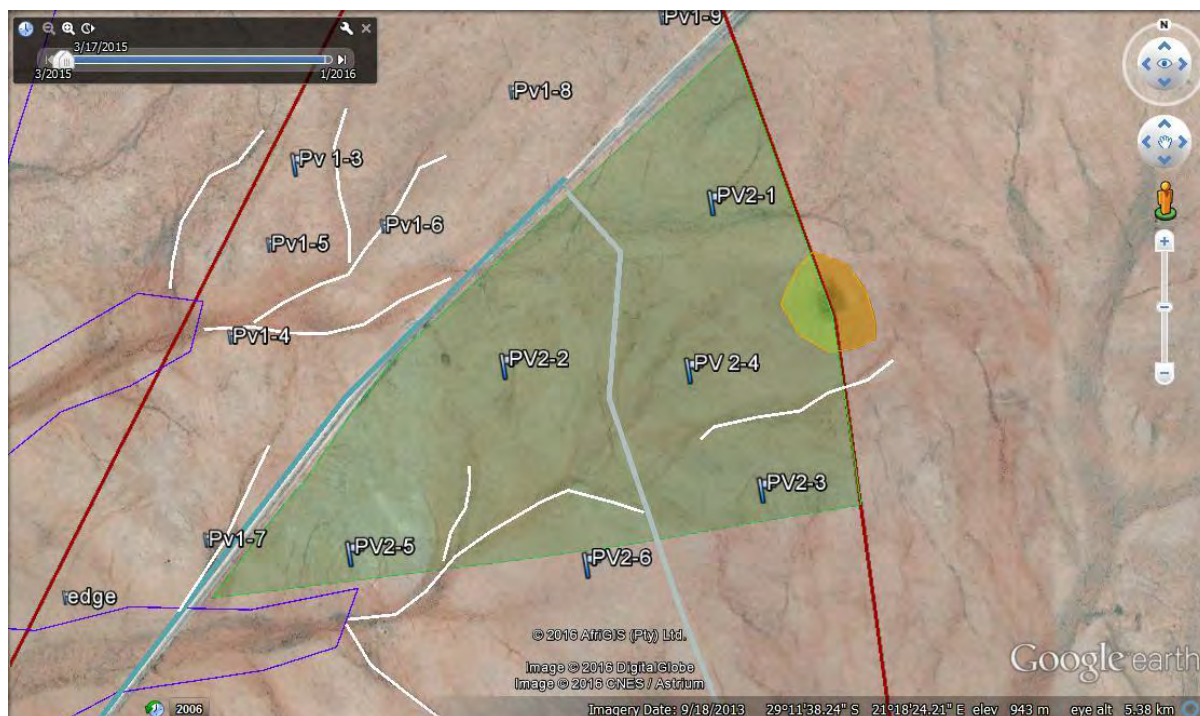 Pv1-9
3/17/2015
3/2015
1/2016
N
Pv1-8
Pv 1-3
PV2-1
Pv1-6
Pv1-5
Pv1-4
PV2-2
PV 2-4
PV2-3
Pv1-7
PV2-5
PV2-6
edge
© 2016 AfriGIS (Pty) Ltd.
Image © 2016 DigitalGlobe
Image © 2016 CNES / Astrium
Google earth
2006
Imagery Date: 9/18/2013 29°11'38.24" S 21°18'24.21" E elev 943 m eye alt 5.38 km